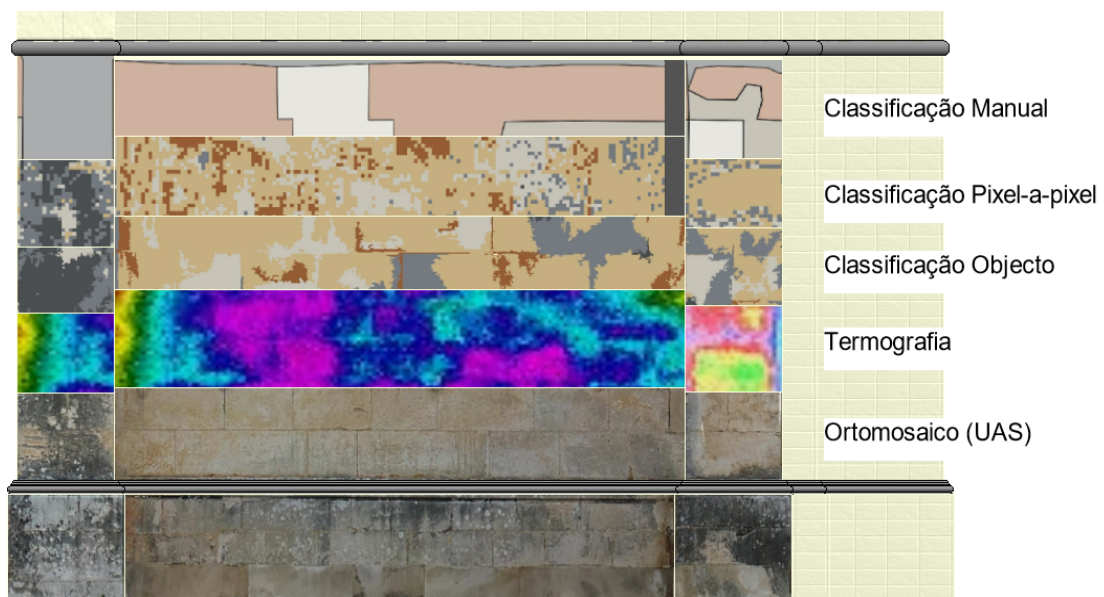 Classificação Manual
Classificação Pixel-a-pixel
Classificação Objecto
Termografia
Ortomosaico (UAS)